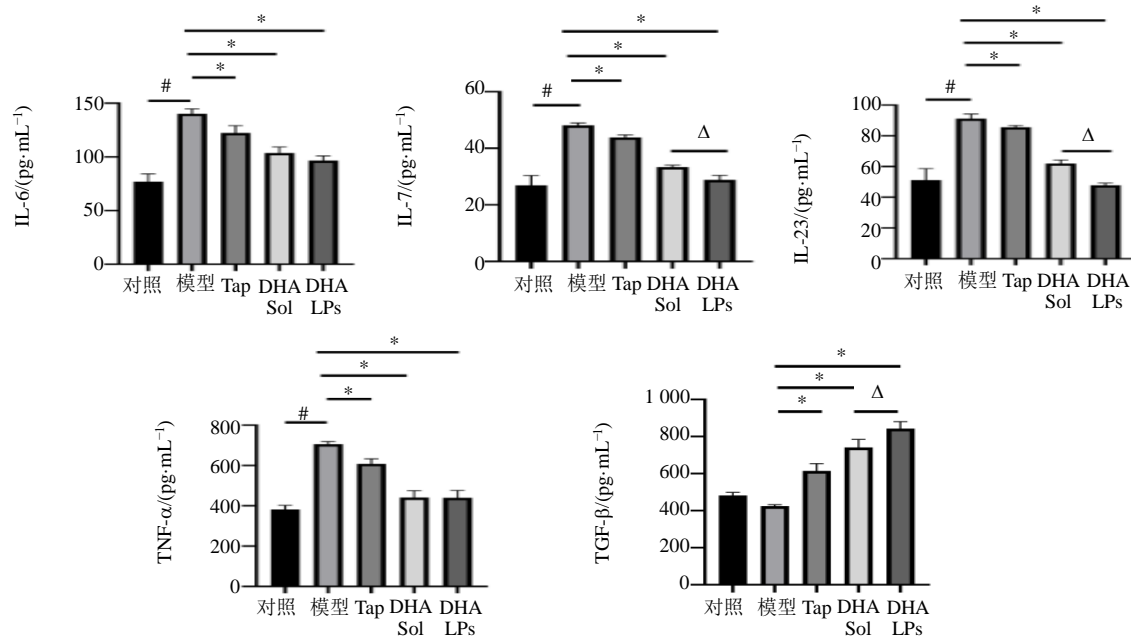 *
*
*
#
IL-6/(pg·mL⁻¹)
150
100
50
0
对照 模型 Tap DHA DHA
Sol LPs
*
*
*
#
Δ
IL-7/(pg·mL⁻¹)
60
40
20
0
对照 模型 Tap DHA DHA
Sol LPs
*
*
*
#
Δ
IL-23/(pg·mL⁻¹)
100
80
60
40
20
0
对照 模型 Tap DHA DHA
Sol LPs
*
*
*
#
TNF-α/(pg·mL⁻¹)
800
600
400
200
0
对照 模型 Tap DHA DHA
Sol LPs
*
*
*
Δ
TGF-β/(pg·mL⁻¹)
1 000
800
600
400
200
0
对照 模型 Tap DHA DHA
Sol LPs